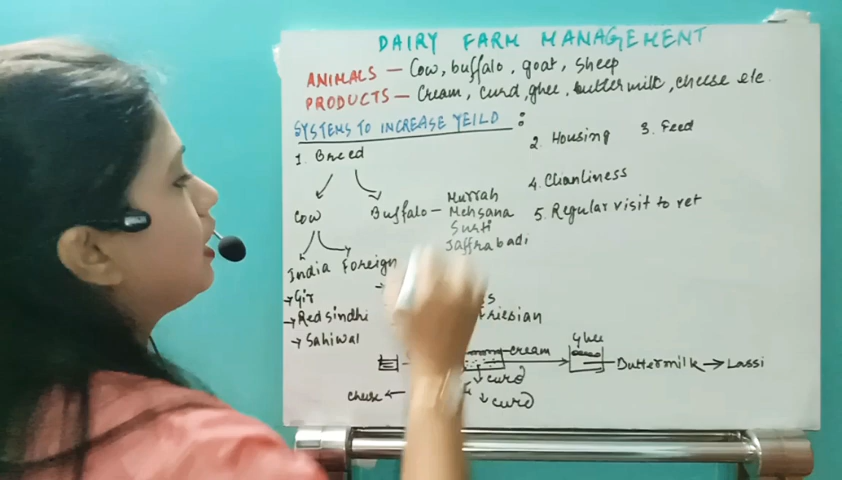 DAIRY FARM MANAGEMENT
ANIMALS — Cow, buffalo, goat, sheep
PRODUCTS — Cream, curd, ghee, buttermilk, cheese etc.
SYSTEMS TO INCREASE YEILD :
1. Breed
2. Housing
3. Feed
4. Cleanliness
5. Regular visit to vet
Cow
Buffalo — Murrah
Mehsana
Surti
Jaffrabadi
India
Foreign
→ Gir
→ Red sindhi
→ Sahiwal
Friesian
cream
Ghee
Buttermilk → Lassi
curd
curd
cheese